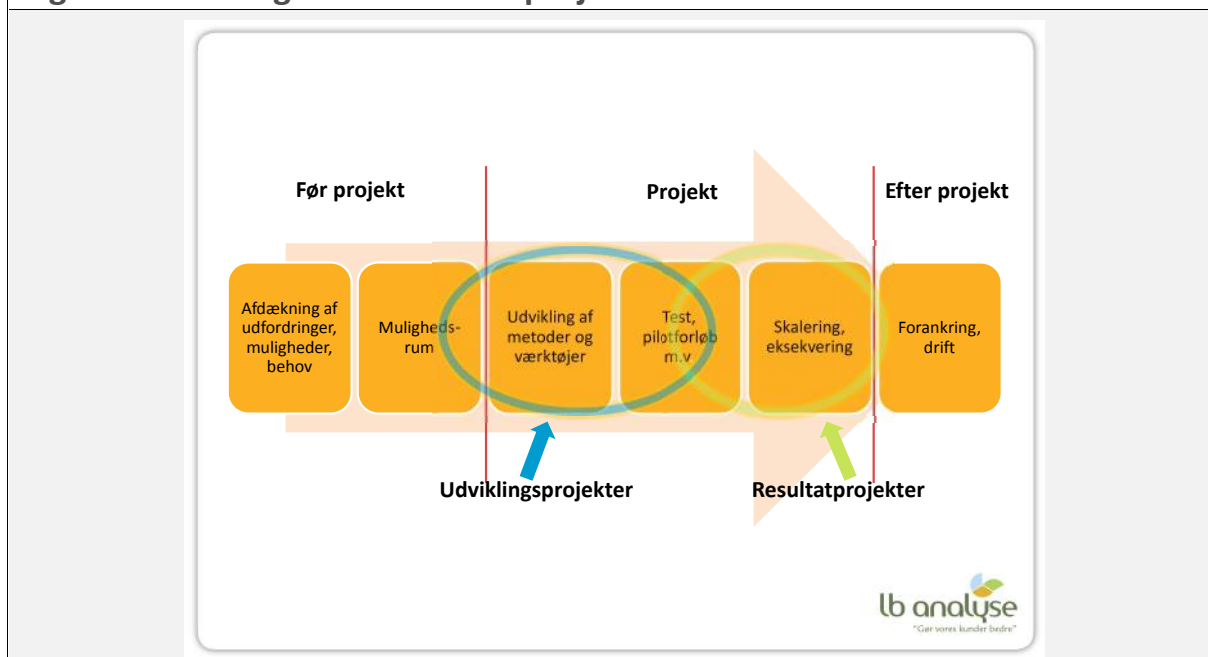 Før projekt
Projekt
Efter projekt
Afdækning af
udfordringer,
muligheder,
behov
Muligheds-
rum
Udvikling af
metoder og
værktøjer
Test,
pilotforløb
m.v
Skalering,
eksekvering
Forankring,
drift
Udviklingsprojekter
Resultatprojekter
lb analyse
"Gør vores kunder bedre"